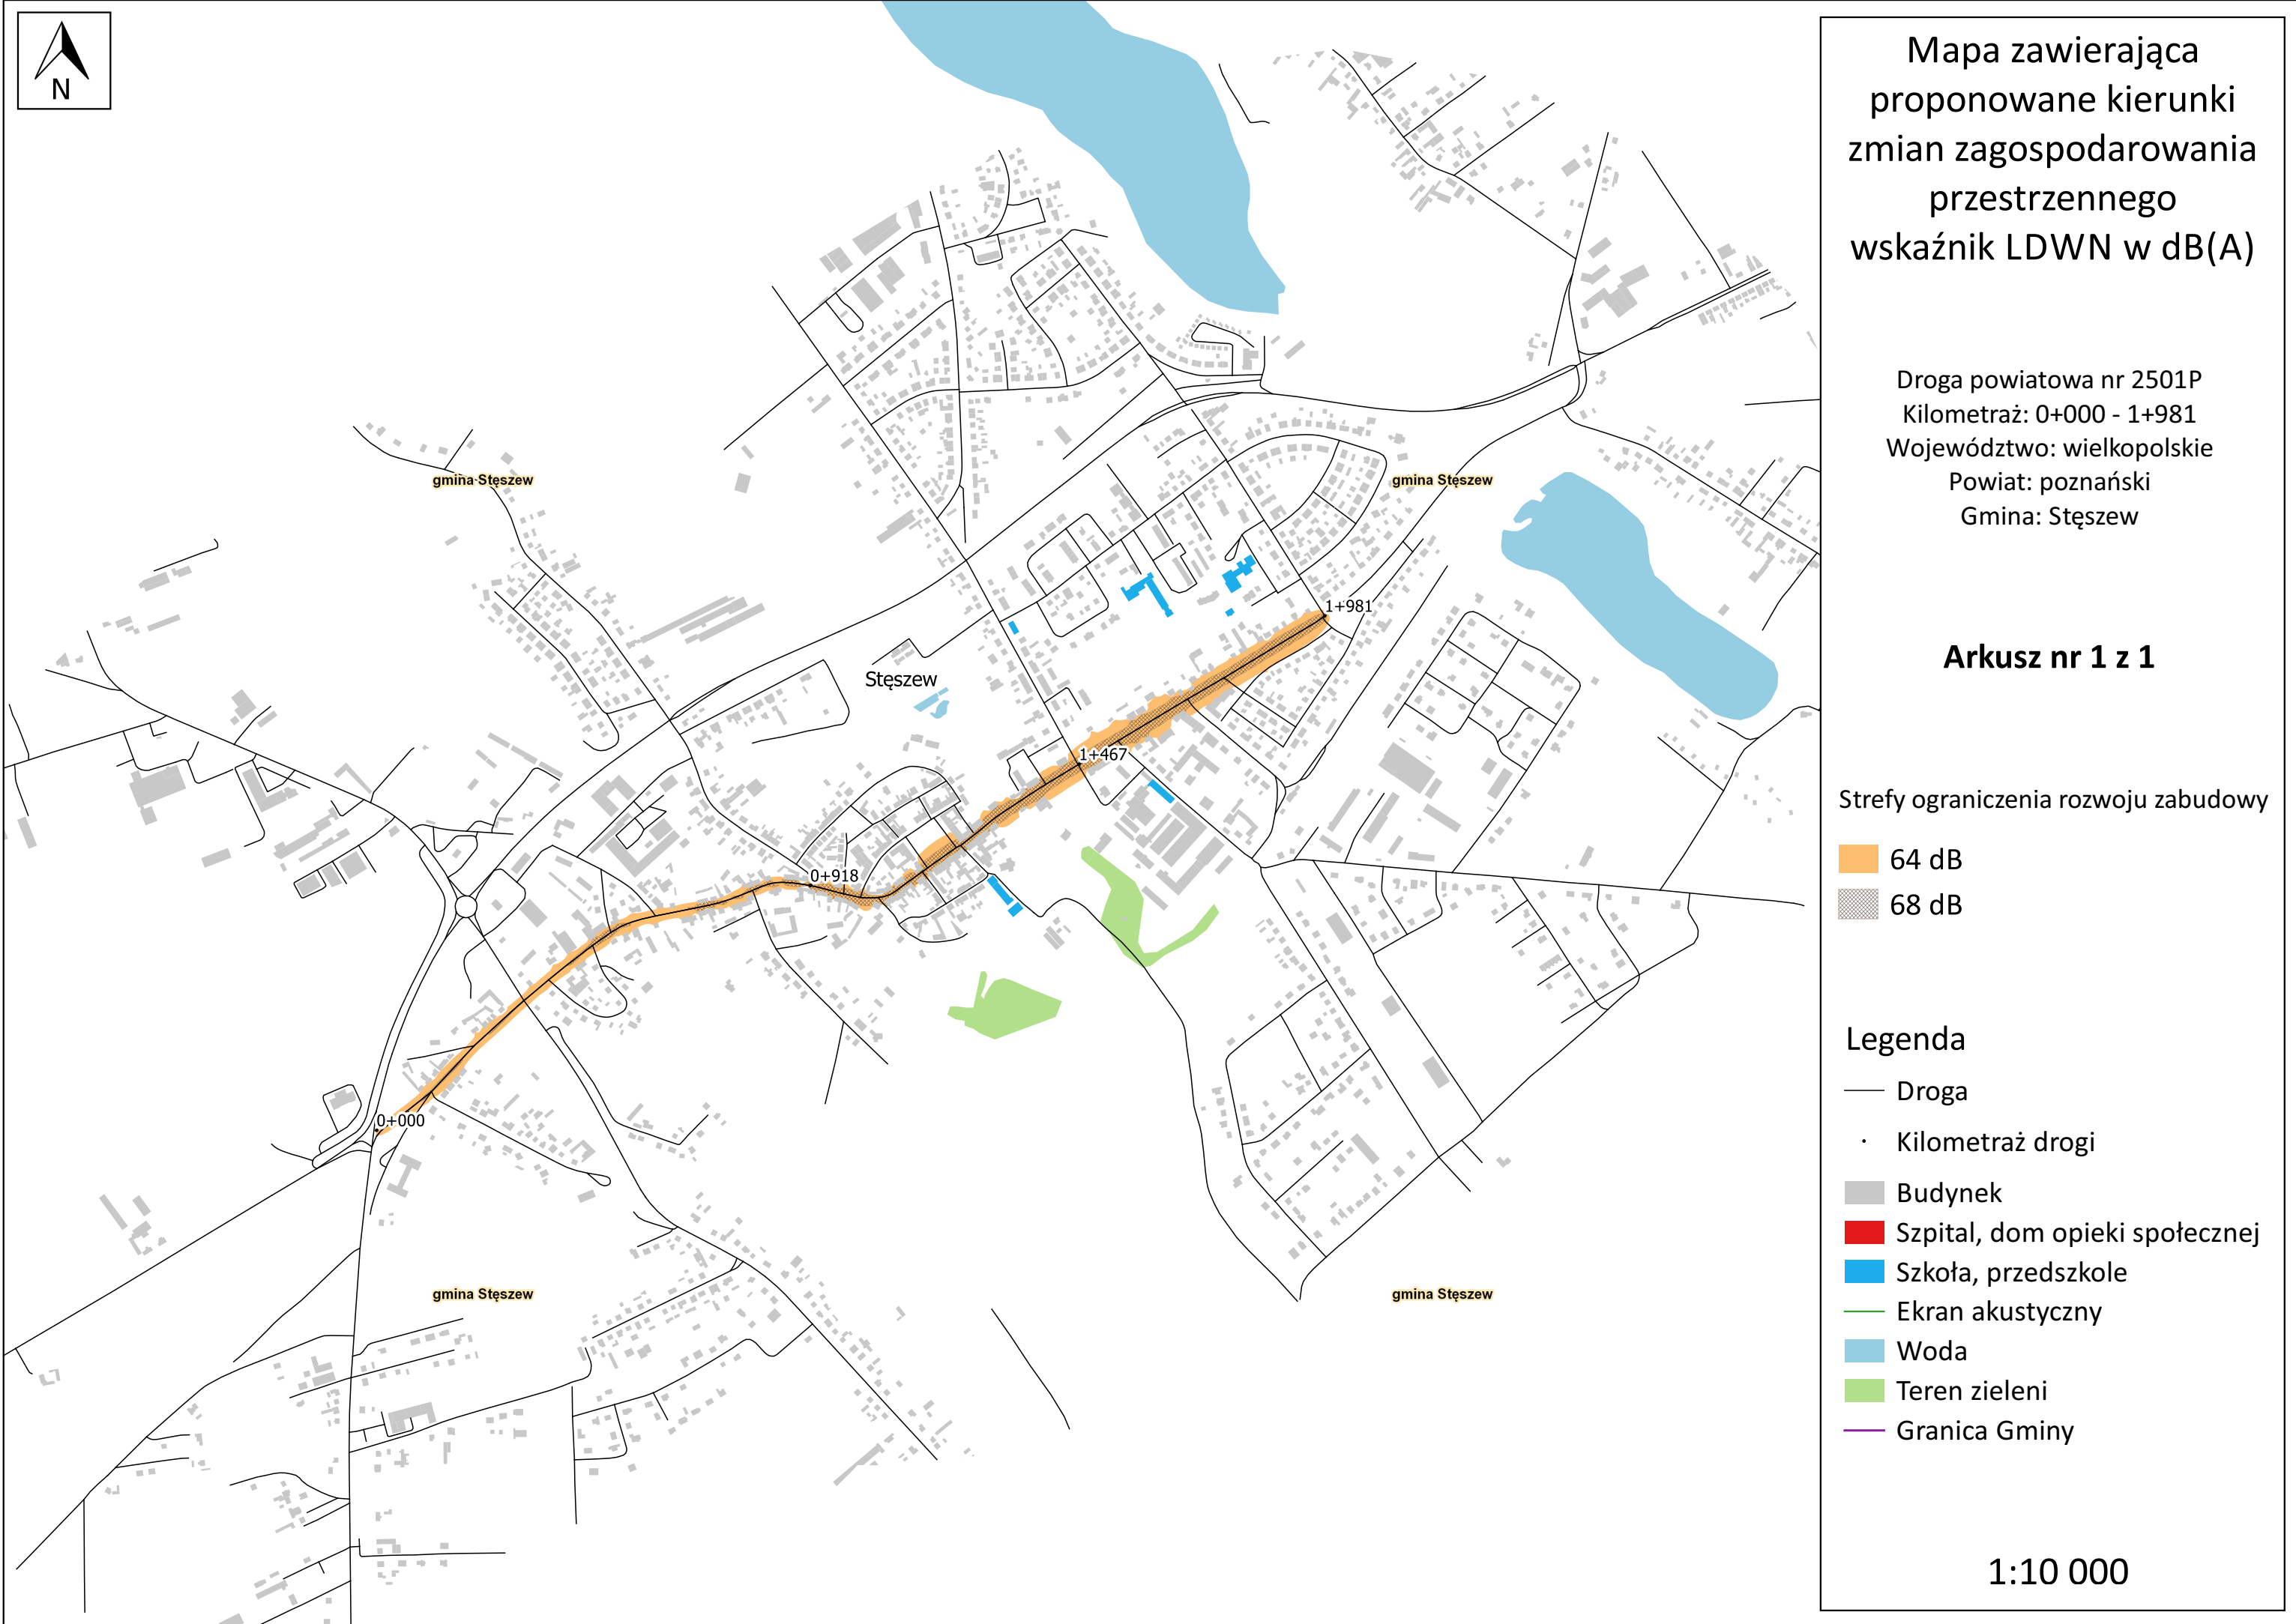 N
Mapa zawierająca
proponowane kierunki
zmian zagospodarowania
przestrzennego
wskaźnik LDWN w dB(A)
Droga powiatowa nr 2501P
Kilometraż: 0+000 - 1+981
Województwo: wielkopolskie
Powiat: poznański
Gmina: Stęszew
Arkusz nr 1 z 1
Strefy ograniczenia rozwoju zabudowy
64 dB
68 dB
Legenda
Droga
Kilometraż drogi
Budynek
Szpital, dom opieki społecznej
Szkoła, przedszkole
Ekran akustyczny
Woda
Teren zieleni
Granica Gminy
1:10 000
gmina Stęszew
gmina Stęszew
1+981
Stęszew
1+467
0+918
0+000
gmina Stęszew
gmina Stęszew